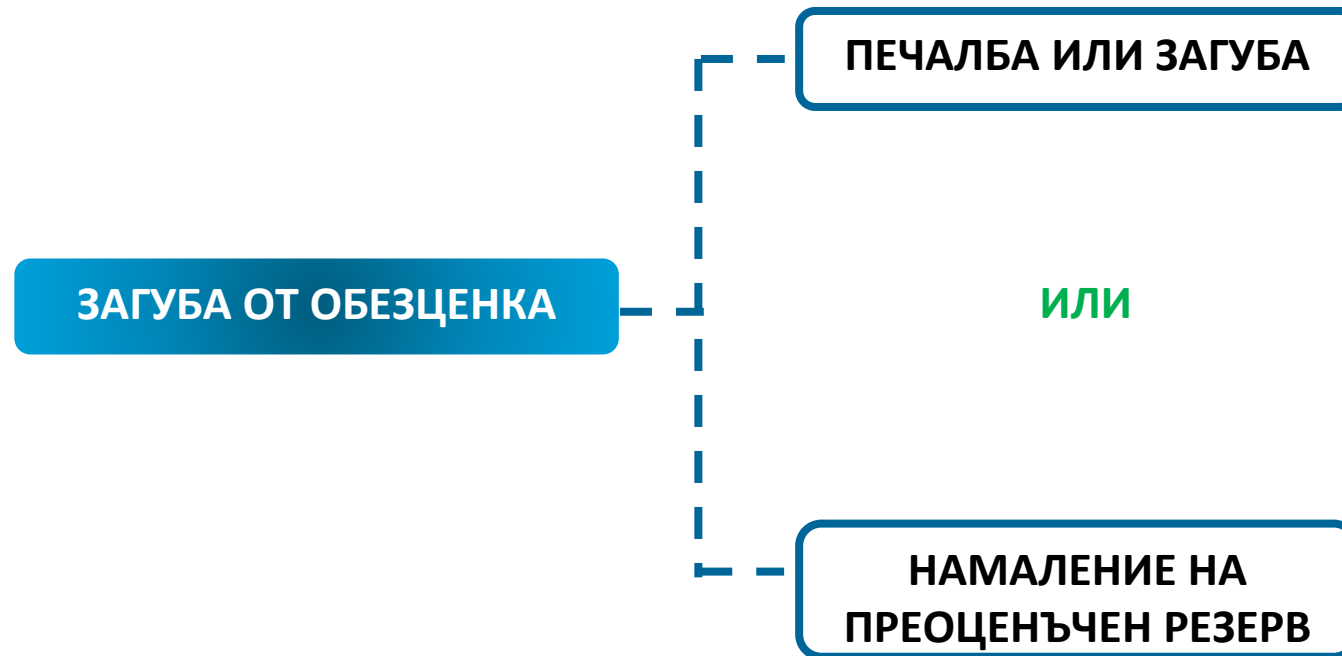 ПЕЧАЛБА ИЛИ ЗАГУБА
ЗАГУБА ОТ ОБЕЗЦЕНКА
ИЛИ
НАМАЛЕНИЕ НА
ПРЕОЦЕНЪЧЕН РЕЗЕРВ